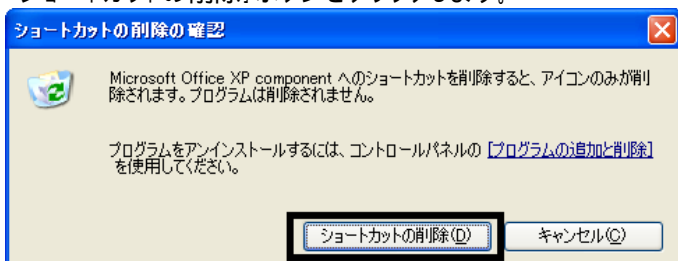 ショートカットの削除の確認
Microsoft Office XP component へのショートカットを削除すると、アイコンのみが削
除されます。プログラムは削除されません。
プログラムをアンインストールするには、コントロールパネルの [プログラムの追加と削除]
を使用してください。
ショートカットの削除(D)
キャンセル(C)